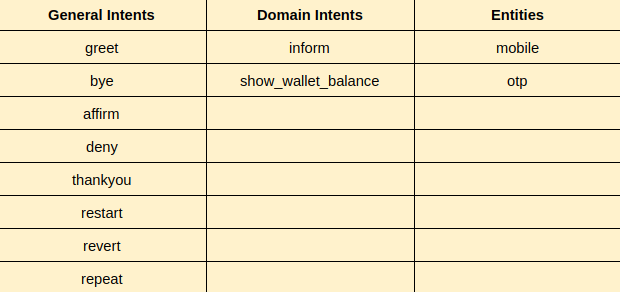 General Intents Domain Intents Entities
greet inform mobile
bye show_wallet_balance otp
affirm
deny
thankyou
restart
revert
repeat